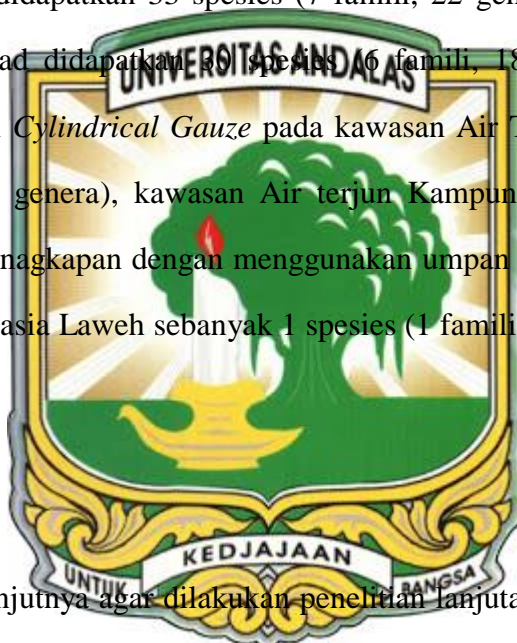 didapatkan 33 spesies (7 famili, 22 gen
ad didapatkan 30 spesies (6 famili, 18
UNIVERSITAS ANDALAS
Cylindrical Gauze pada kawasan Air T
genera), kawasan Air terjun Kampun
nagkapan dengan menggunakan umpan
asia Laweh sebanyak 1 spesies (1 famili
KEDJAJAAN
UNTUK BANGSA
njutnya agar dilakukan penelitian lanjuta